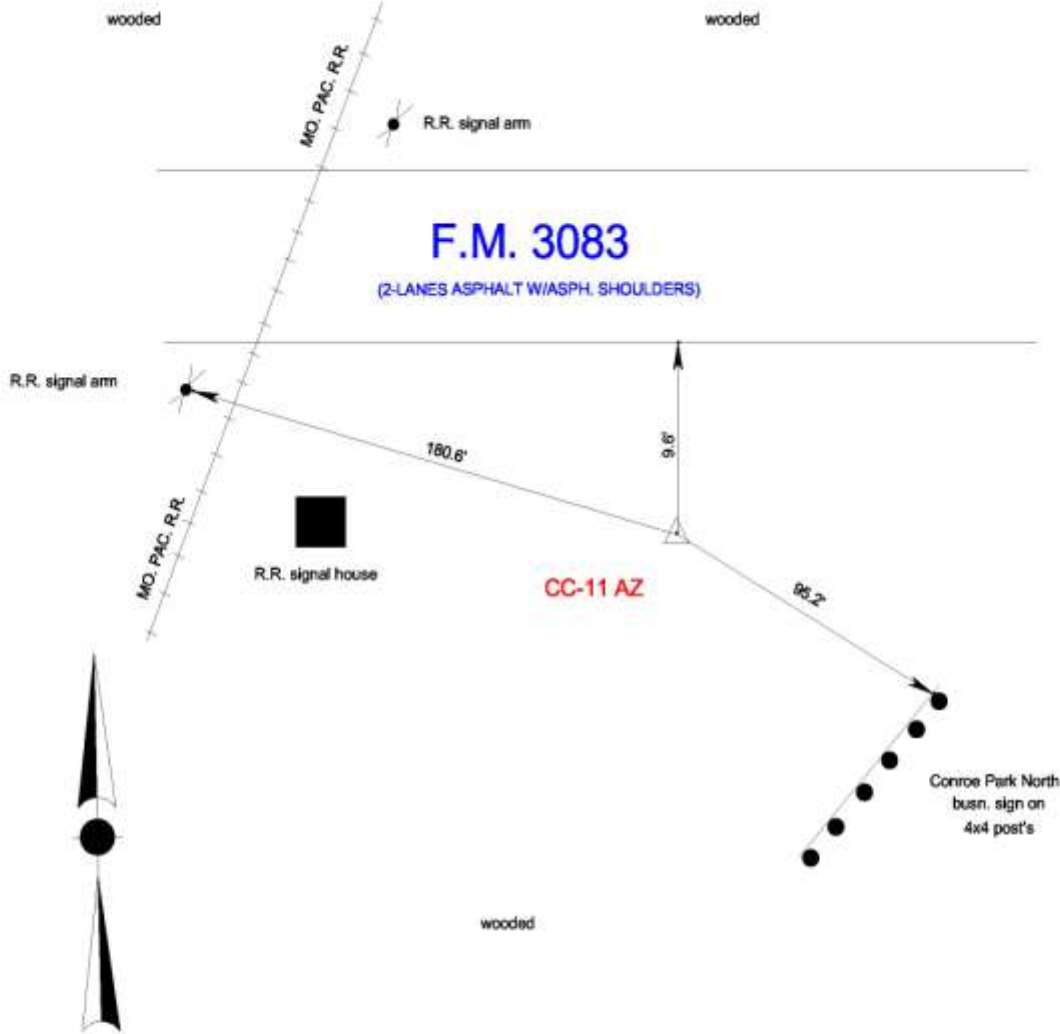 wooded
wooded
MO. PAC. R.R.
R.R. signal arm
F.M. 3083
(2-LANES ASPHALT W/ASPH. SHOULDERS)
R.R. signal arm
180.6'
9.6'
MO. PAC. R.R.
R.R. signal house
CC-11 AZ
95.2'
Conroe Park North
busn. sign on
4x4 post's
wooded